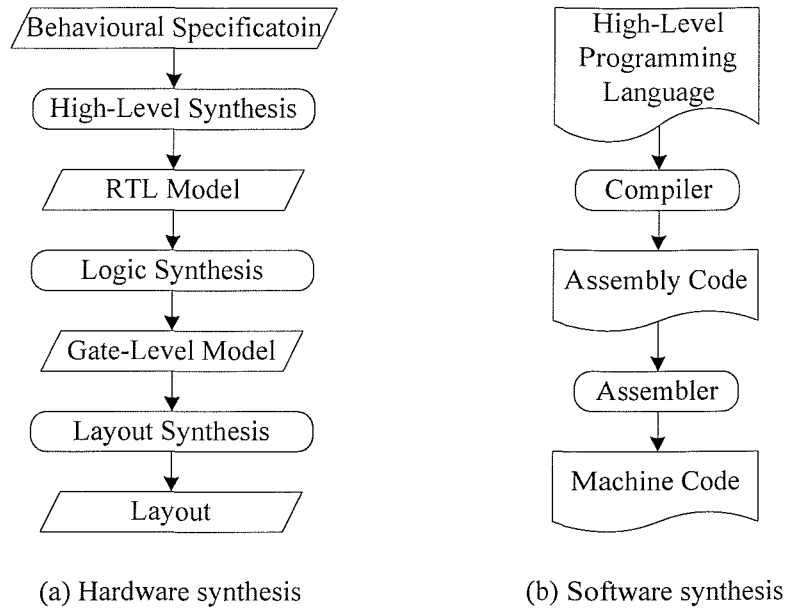 Behavioural Specificatoin
High-Level Synthesis
RTL Model
Logic Synthesis
Gate-Level Model
Layout Synthesis
Layout
(a) Hardware synthesis
High-Level
Programming
Language
Compiler
Assembly Code
Assembler
Machine Code
(b) Software synthesis